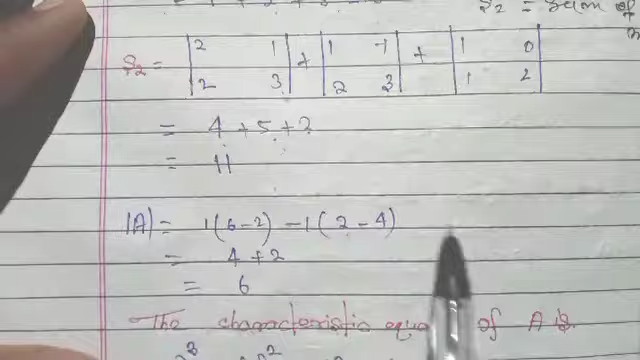 S₂ = Sum of
S₂ = |2 1; 2 3| + |1 -1; 2 3| + |1 0; 1 2|
= 4 + 5 + 2
= 11
|A| = 1(6-2) -1(2-4)
= 4 + 2
= 6
The characteristic equa of A is